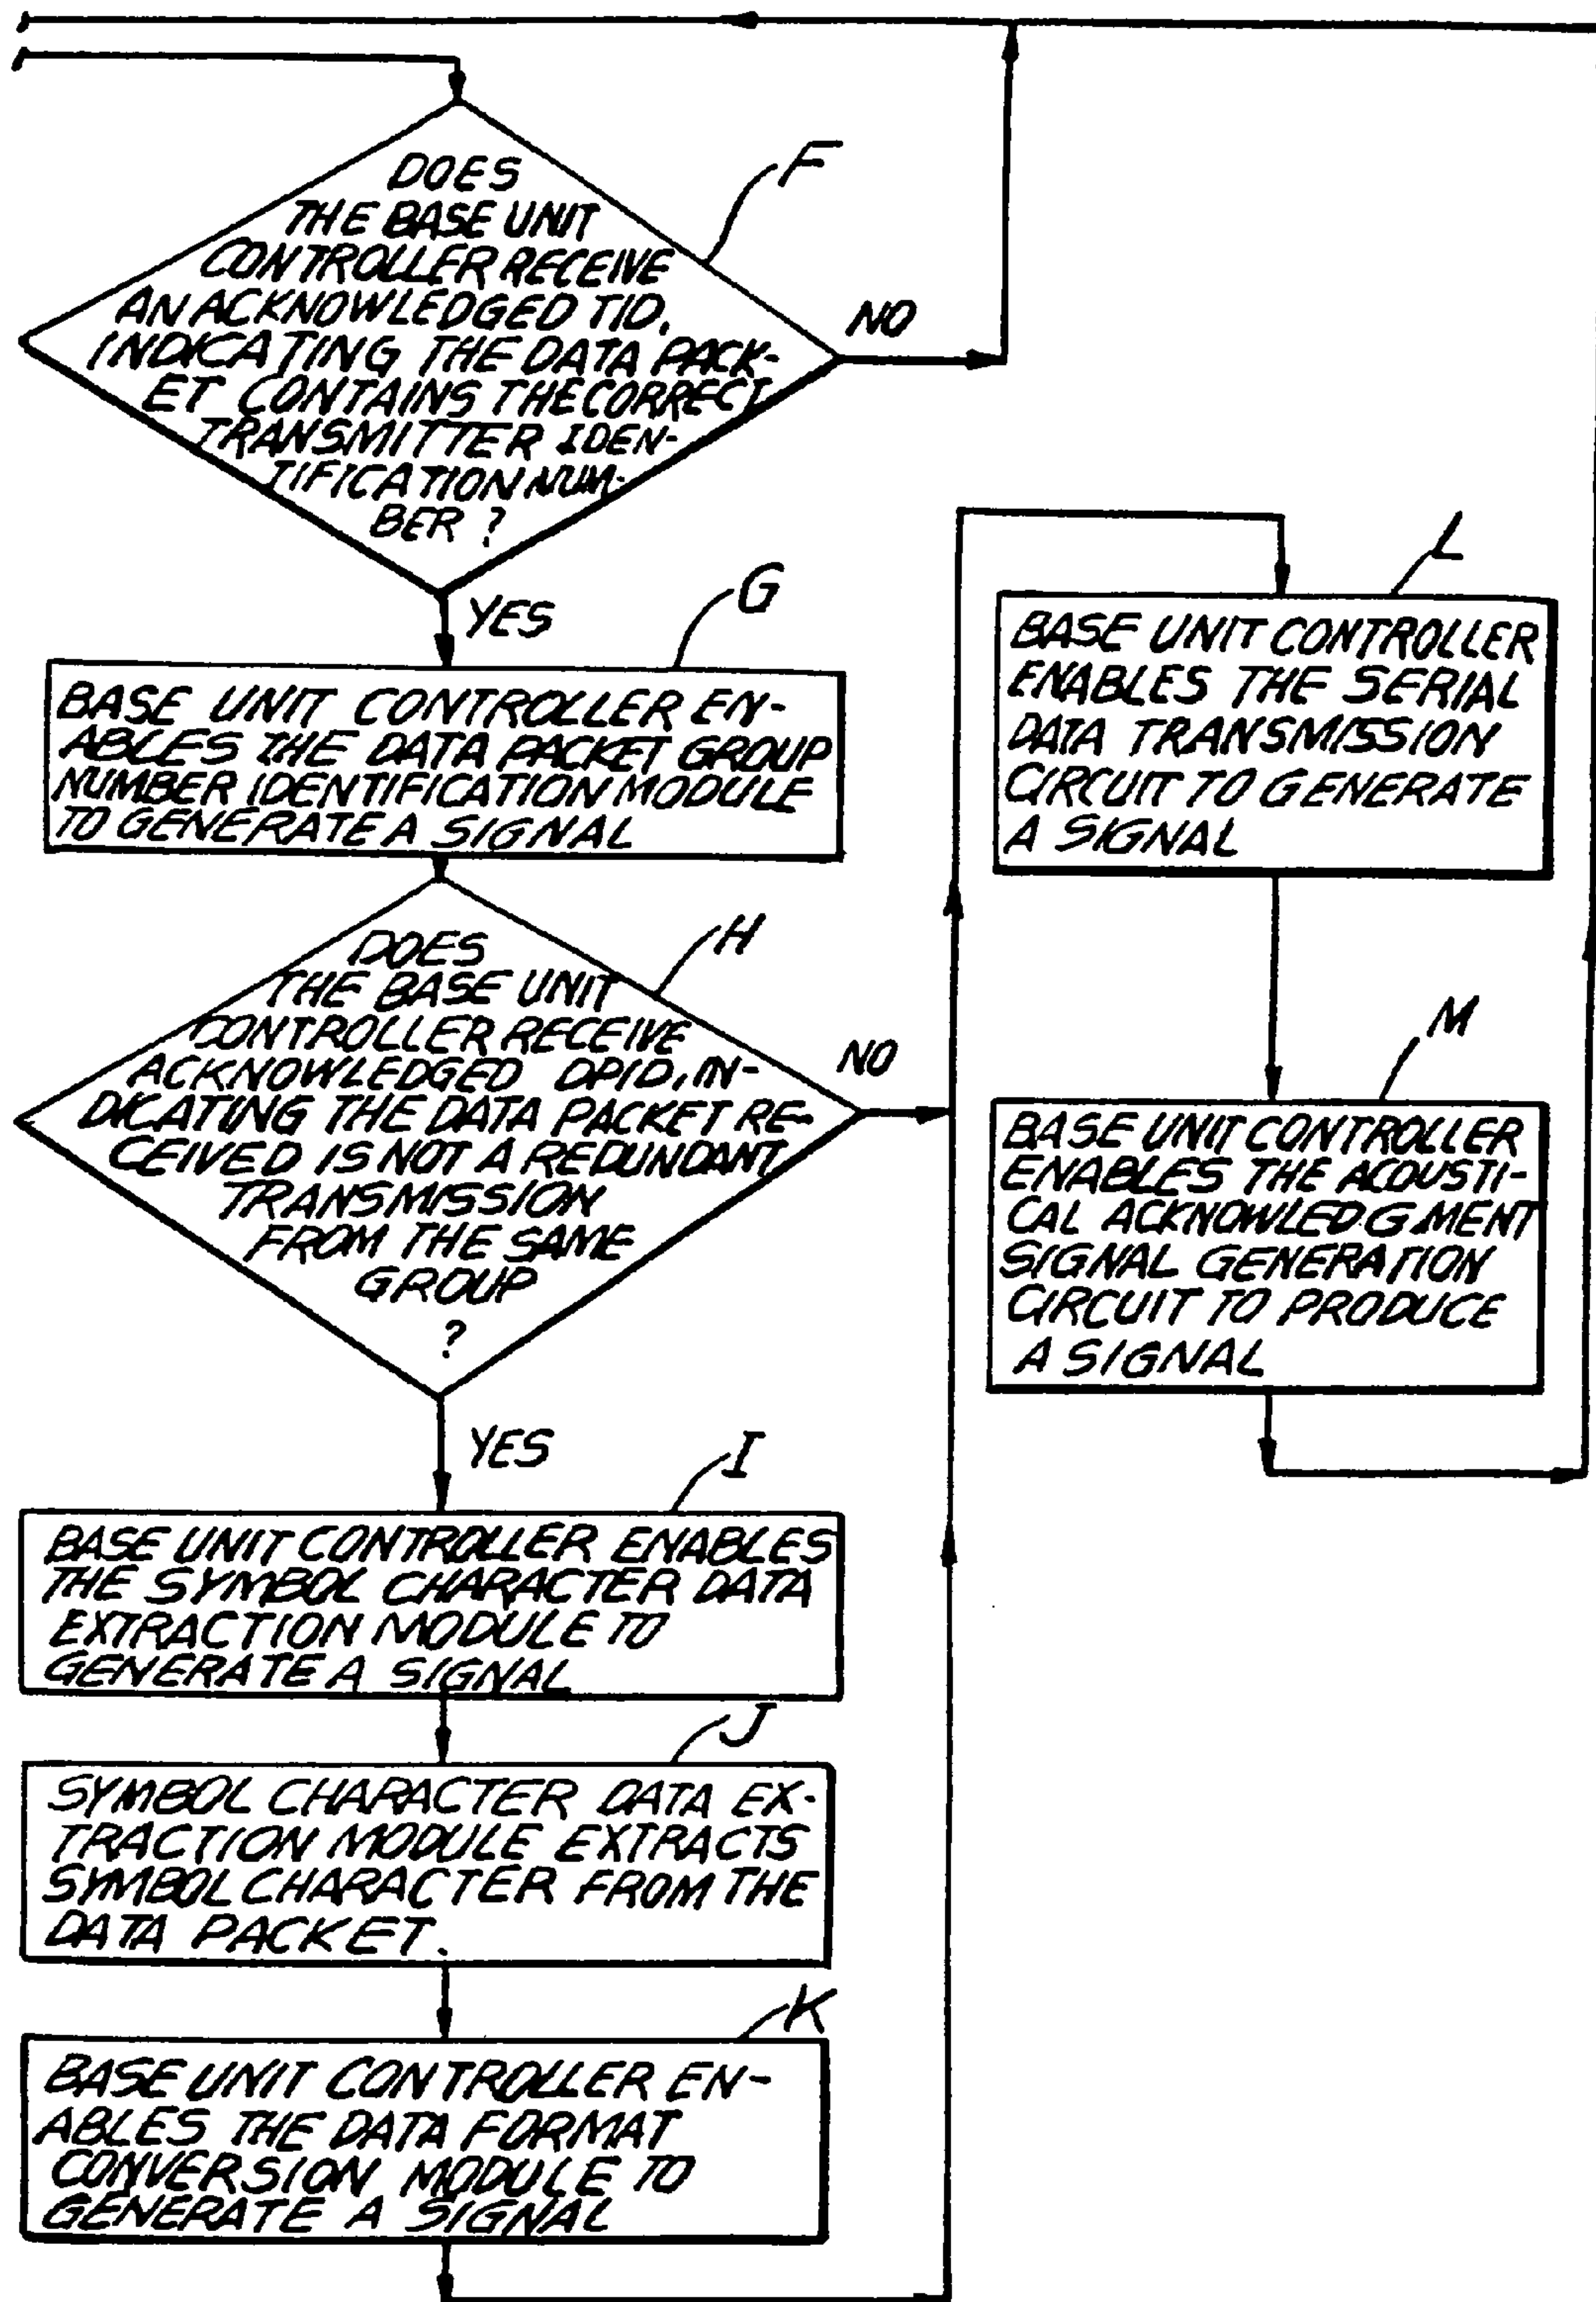 F
DOES
THE BASE UNIT
CONTROLLER RECEIVE
AN ACKNOWLEDGED TID,
INDICATING THE DATA PACK-
ET CONTAINS THE CORRECT
TRANSMITTER IDEN-
TIFICATION NUM-
BER ?
NO
YES
G
BASE UNIT CONTROLLER EN-
ABLES THE DATA PACKET GROUP
NUMBER IDENTIFICATION MODULE
TO GENERATE A SIGNAL
H
DOES
THE BASE UNIT
CONTROLLER RECEIVE
ACKNOWLEDGED DPID, IN-
DICATING THE DATA PACKET RE-
CEIVED IS NOT A REDUNDANT
TRANSMISSION
FROM THE SAME
GROUP
?
NO
YES
I
BASE UNIT CONTROLLER ENABLES
THE SYMBOL CHARACTER DATA
EXTRACTION MODULE TO
GENERATE A SIGNAL
J
SYMBOL CHARACTER DATA EX-
TRACTION MODULE EXTRACTS
SYMBOL CHARACTER FROM THE
DATA PACKET.
K
BASE UNIT CONTROLLER EN-
ABLES THE DATA FORMAT
CONVERSION MODULE TO
GENERATE A SIGNAL
L
BASE UNIT CONTROLLER
ENABLES THE SERIAL
DATA TRANSMISSION
CIRCUIT TO GENERATE
A SIGNAL
M
BASE UNIT CONTROLLER
ENABLES THE ACOUSTI-
CAL ACKNOWLEDGMENT
SIGNAL GENERATION
CIRCUIT TO PRODUCE
A SIGNAL